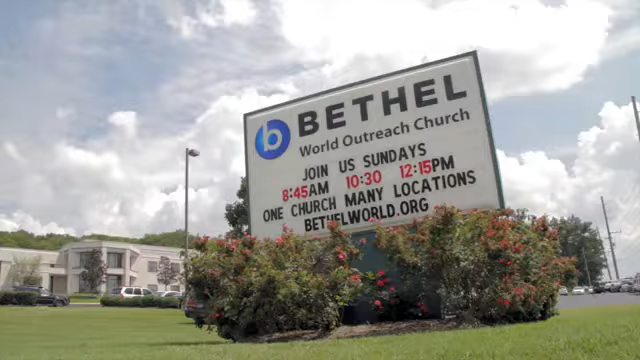 b BETHEL
World Outreach Church
JOIN US SUNDAYS
8:45AM 10:30 12:15PM
ONE CHURCH MANY LOCATIONS
BETHELWORLD.ORG